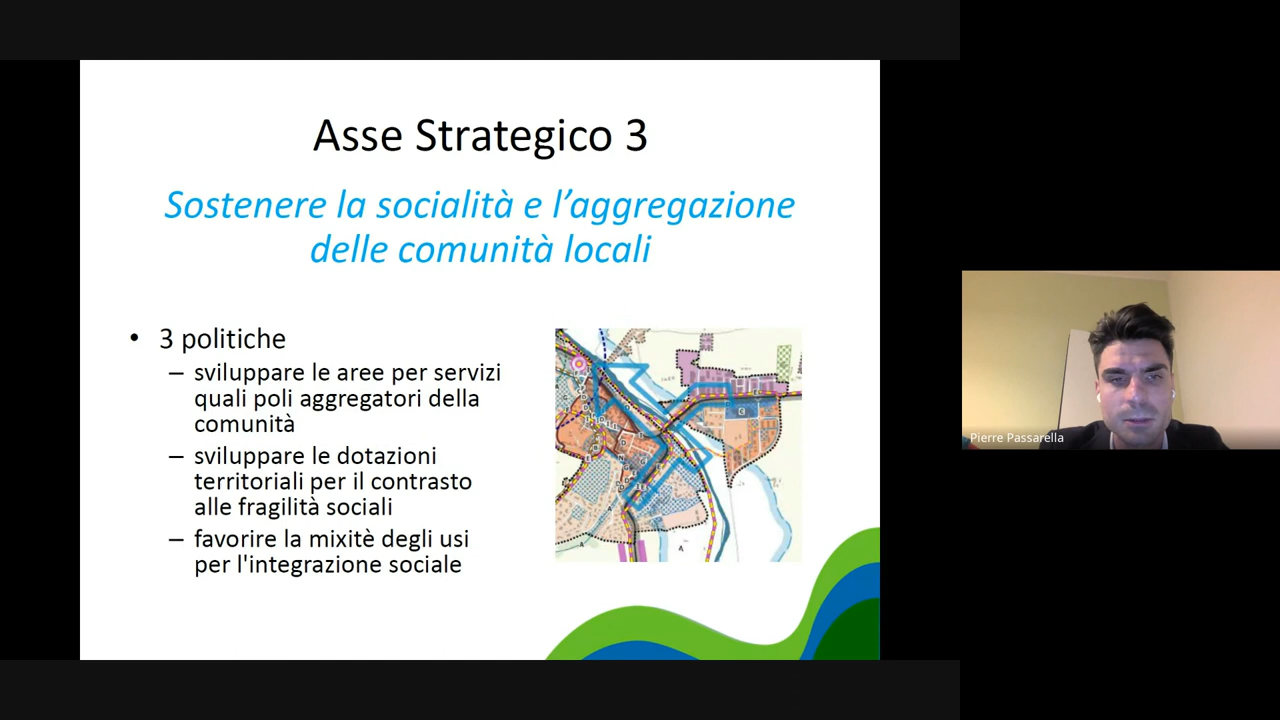 Asse Strategico 3
Sostenere la socialità e l’aggregazione
delle comunità locali
• 3 politiche
– sviluppare le aree per servizi
quali poli aggregatori della
comunità
– sviluppare le dotazioni
territoriali per il contrasto
alle fragilità sociali
– favorire la mixitè degli usi
per l'integrazione sociale
Pierre Passarella